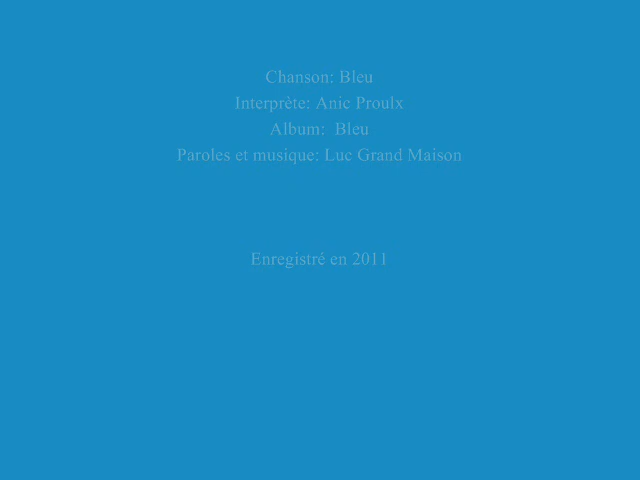 Chanson: Bleu
Interprète: Anic Proulx
Album:  Bleu
Paroles et musique: Luc Grand Maison
Enregistré en 2011